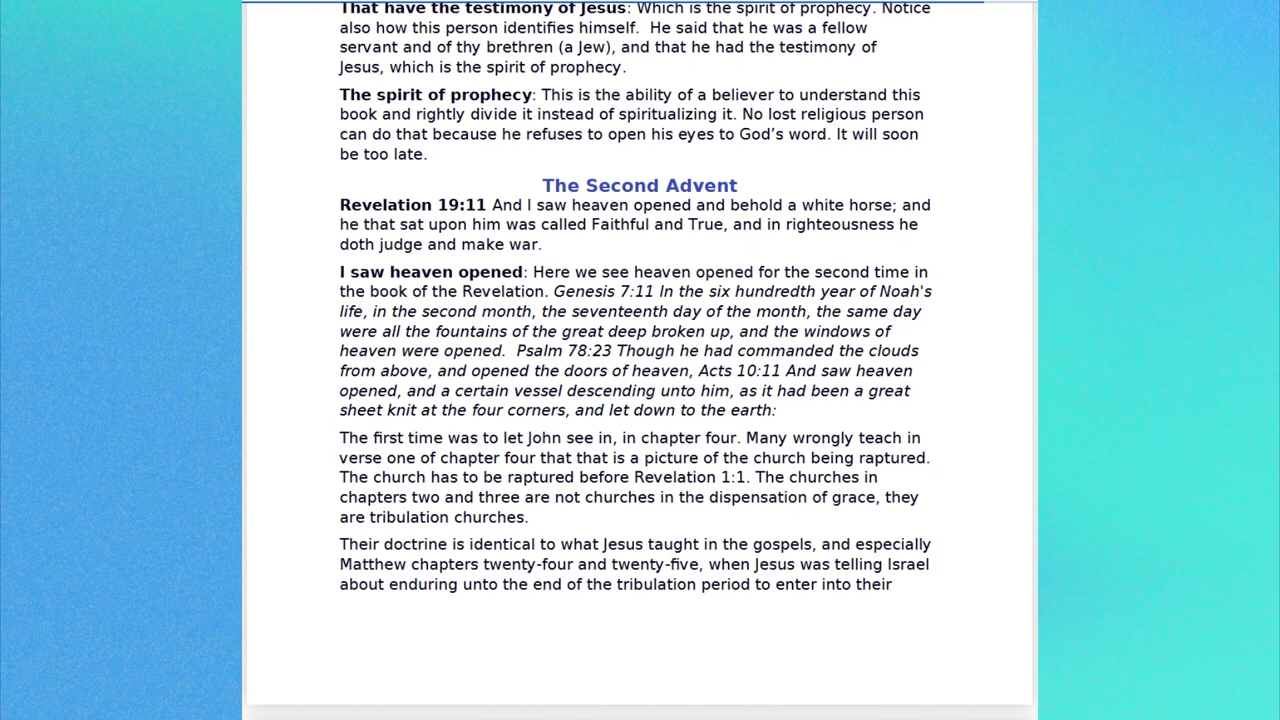 That have the testimony of Jesus: Which is the spirit of prophecy. Notice
also how this person identifies himself.  He said that he was a fellow
servant and of thy brethren (a Jew), and that he had the testimony of
Jesus, which is the spirit of prophecy.
The spirit of prophecy: This is the ability of a believer to understand this
book and rightly divide it instead of spiritualizing it. No lost religious person
can do that because he refuses to open his eyes to God’s word. It will soon
be too late.
The Second Advent
Revelation 19:11 And I saw heaven opened and behold a white horse; and
he that sat upon him was called Faithful and True, and in righteousness he
doth judge and make war.
I saw heaven opened: Here we see heaven opened for the second time in
the book of the Revelation. Genesis 7:11 In the six hundredth year of Noah's
life, in the second month, the seventeenth day of the month, the same day
were all the fountains of the great deep broken up, and the windows of
heaven were opened.  Psalm 78:23 Though he had commanded the clouds
from above, and opened the doors of heaven, Acts 10:11 And saw heaven
opened, and a certain vessel descending unto him, as it had been a great
sheet knit at the four corners, and let down to the earth:
The first time was to let John see in, in chapter four. Many wrongly teach in
verse one of chapter four that that is a picture of the church being raptured.
The church has to be raptured before Revelation 1:1. The churches in
chapters two and three are not churches in the dispensation of grace, they
are tribulation churches.
Their doctrine is identical to what Jesus taught in the gospels, and especially
Matthew chapters twenty-four and twenty-five, when Jesus was telling Israel
about enduring unto the end of the tribulation period to enter into their